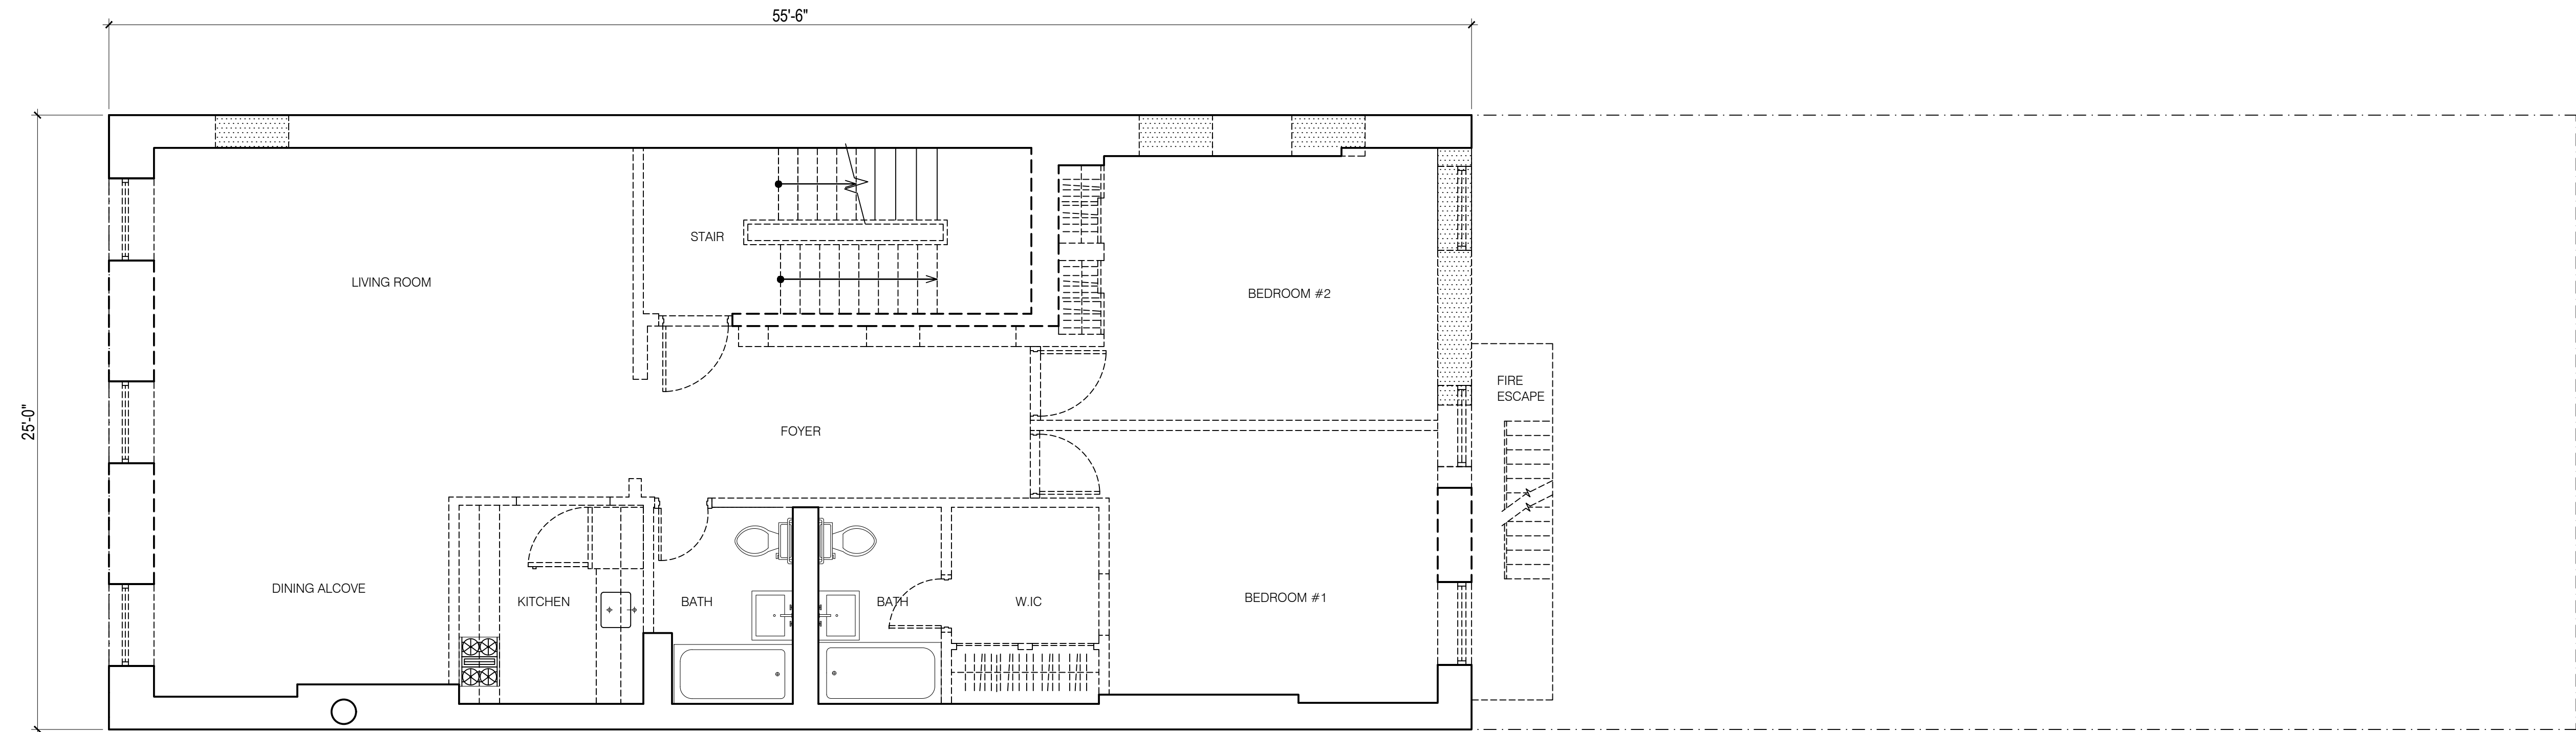 55'-6"
25'-0"
STAIR
LIVING ROOM
BEDROOM #2
FIRE
ESCAPE
FOYER
DINING ALCOVE
KITCHEN
BATH
BATH
W.IC
BEDROOM #1